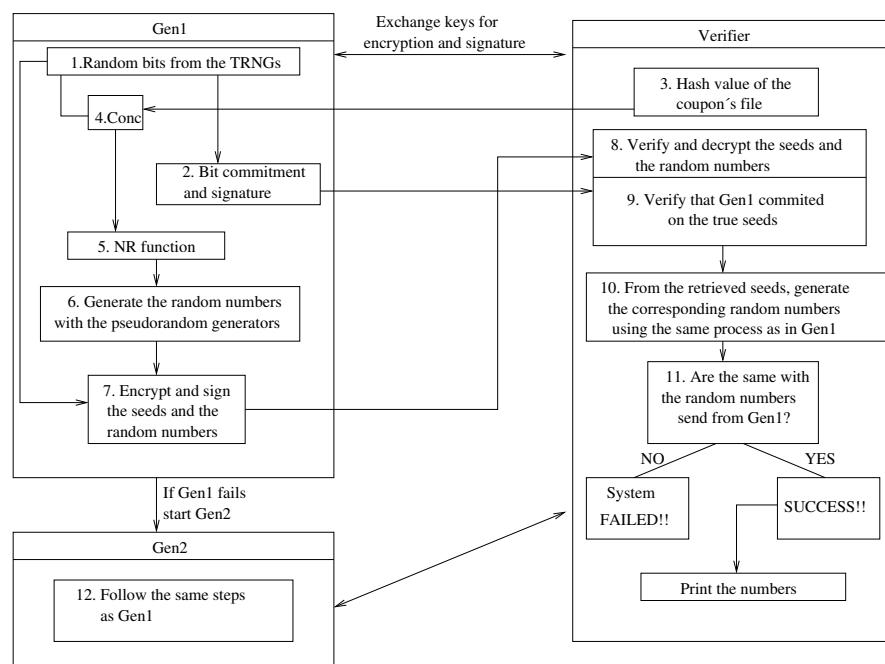 Gen1
1.Random bits from the TRNGs
4.Conc
2. Bit commitment
and signature
5. NR function
6. Generate the random numbers
with the pseudorandom generators
7. Encrypt and sign
the seeds and the
random numbers
If Gen1 fails
start Gen2
Gen2
12. Follow the same steps
as Gen1
Exchange keys for
encryption and signature
Verifier
3. Hash value of the
coupon´s file
8. Verify and decrypt the seeds and
the random numbers
9. Verify that Gen1 commited
on the true seeds
10. From the retrieved seeds, generate
the corresponding random numbers
using the same process as in Gen1
11. Are the same with
the random numbers
send from Gen1?
NO
YES
System
FAILED!!
SUCCESS!!
Print the numbers